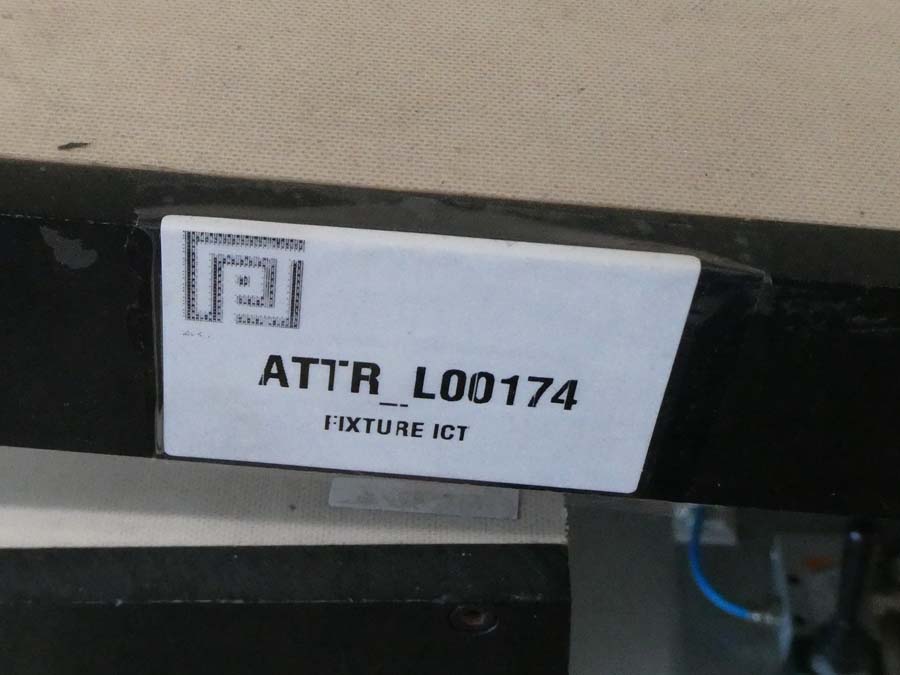 ATTR_L00174
FIXTURE ICT